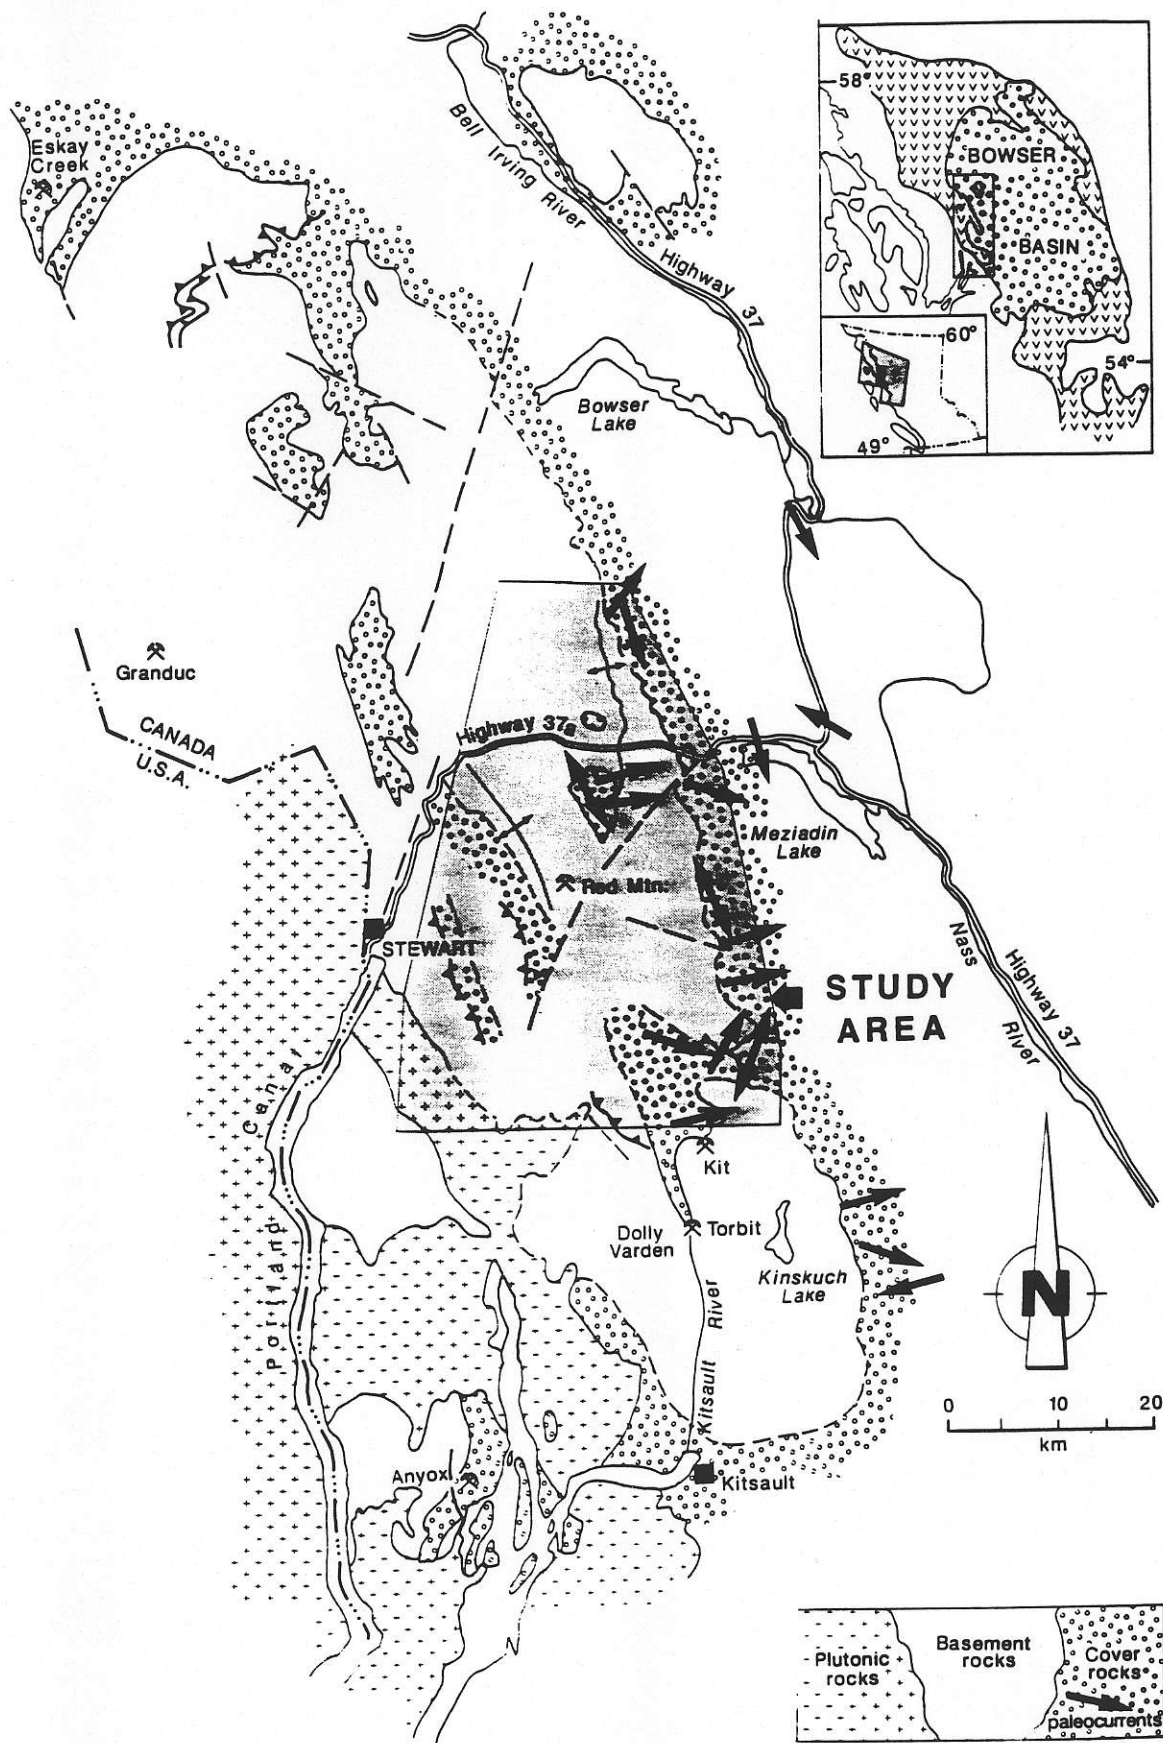 Eskay
Creek
Bell
Irving
River
Highway 37
58°
BOWSER
BASIN
60°
54°
49°
Bowser
Lake
Granduc
CANADA
U.S.A.
Highway 37a
Meziadin
Lake
Red Mtn.
STEWART
Nass
River
Highway 37
STUDY
AREA
Portland
Canal
Kit
Dolly
Varden
Torbit
Kinskuch
Lake
Kitsault
River
N
0 10 20
km
Anyox
Kitsault
N
Plutonic
rocks
Basement
rocks
Cover
rocks
paleocurrents